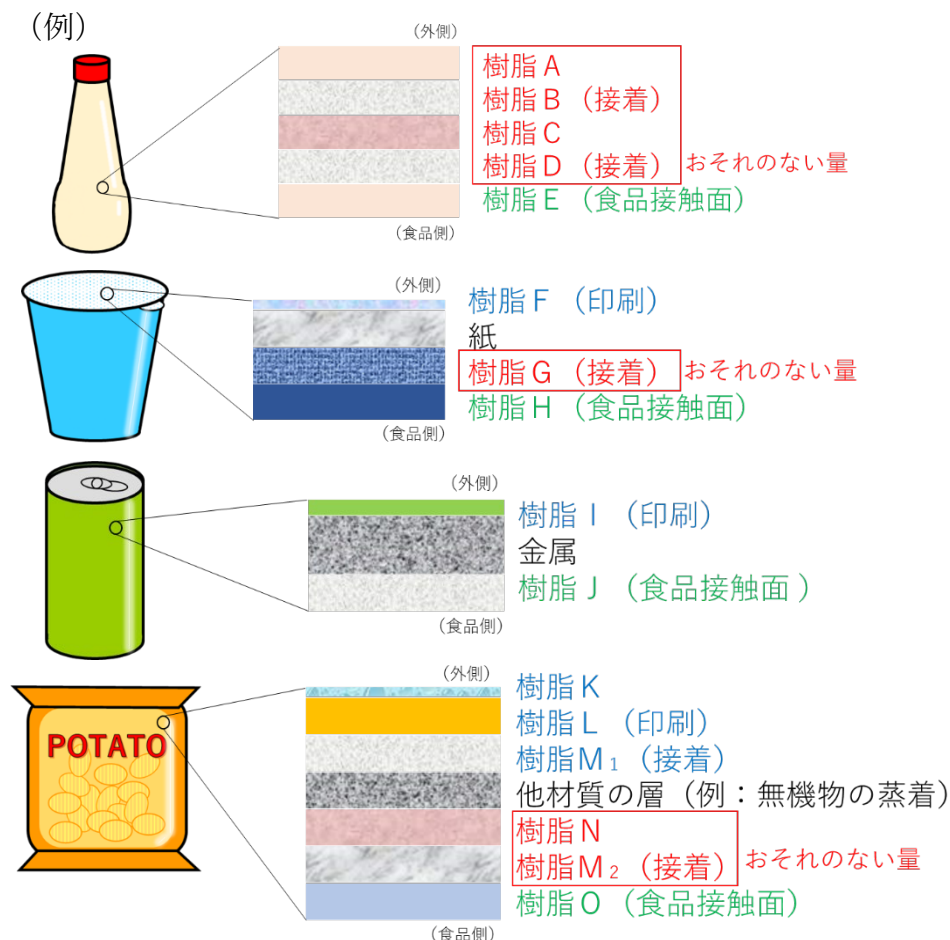 （例）
（外側）
樹脂A
樹脂B（接着）
樹脂C
樹脂D（接着） おそれのない量
樹脂E（食品接触面）
（食品側）
（外側）
樹脂F（印刷）
紙
樹脂G（接着） おそれのない量
樹脂H（食品接触面）
（食品側）
（外側）
樹脂I（印刷）
金属
樹脂J（食品接触面）
（食品側）
（外側）
樹脂K
樹脂L（印刷）
樹脂M₁（接着）
他材質の層（例：無機物の蒸着）
樹脂N
樹脂M₂（接着） おそれのない量
樹脂O（食品接触面）
（食品側）
POTATO